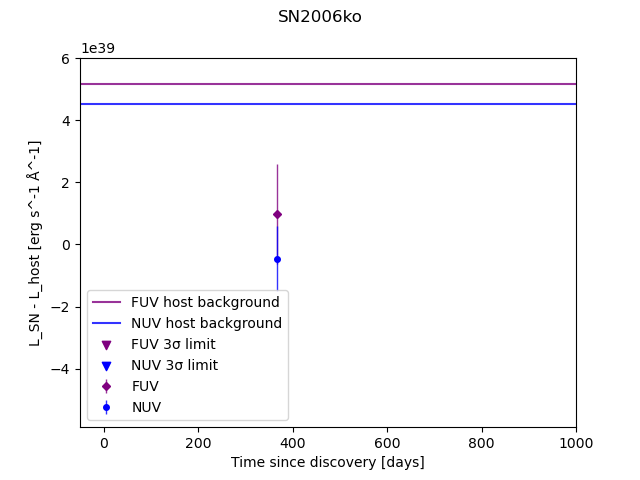 SN2006ko
1e39
6
4
2
0
−2
−4
L_SN - L_host [erg s^-1 Å^-1]
FUV host background
NUV host background
FUV 3σ limit
NUV 3σ limit
FUV
NUV
0 200 400 600 800 1000
Time since discovery [days]